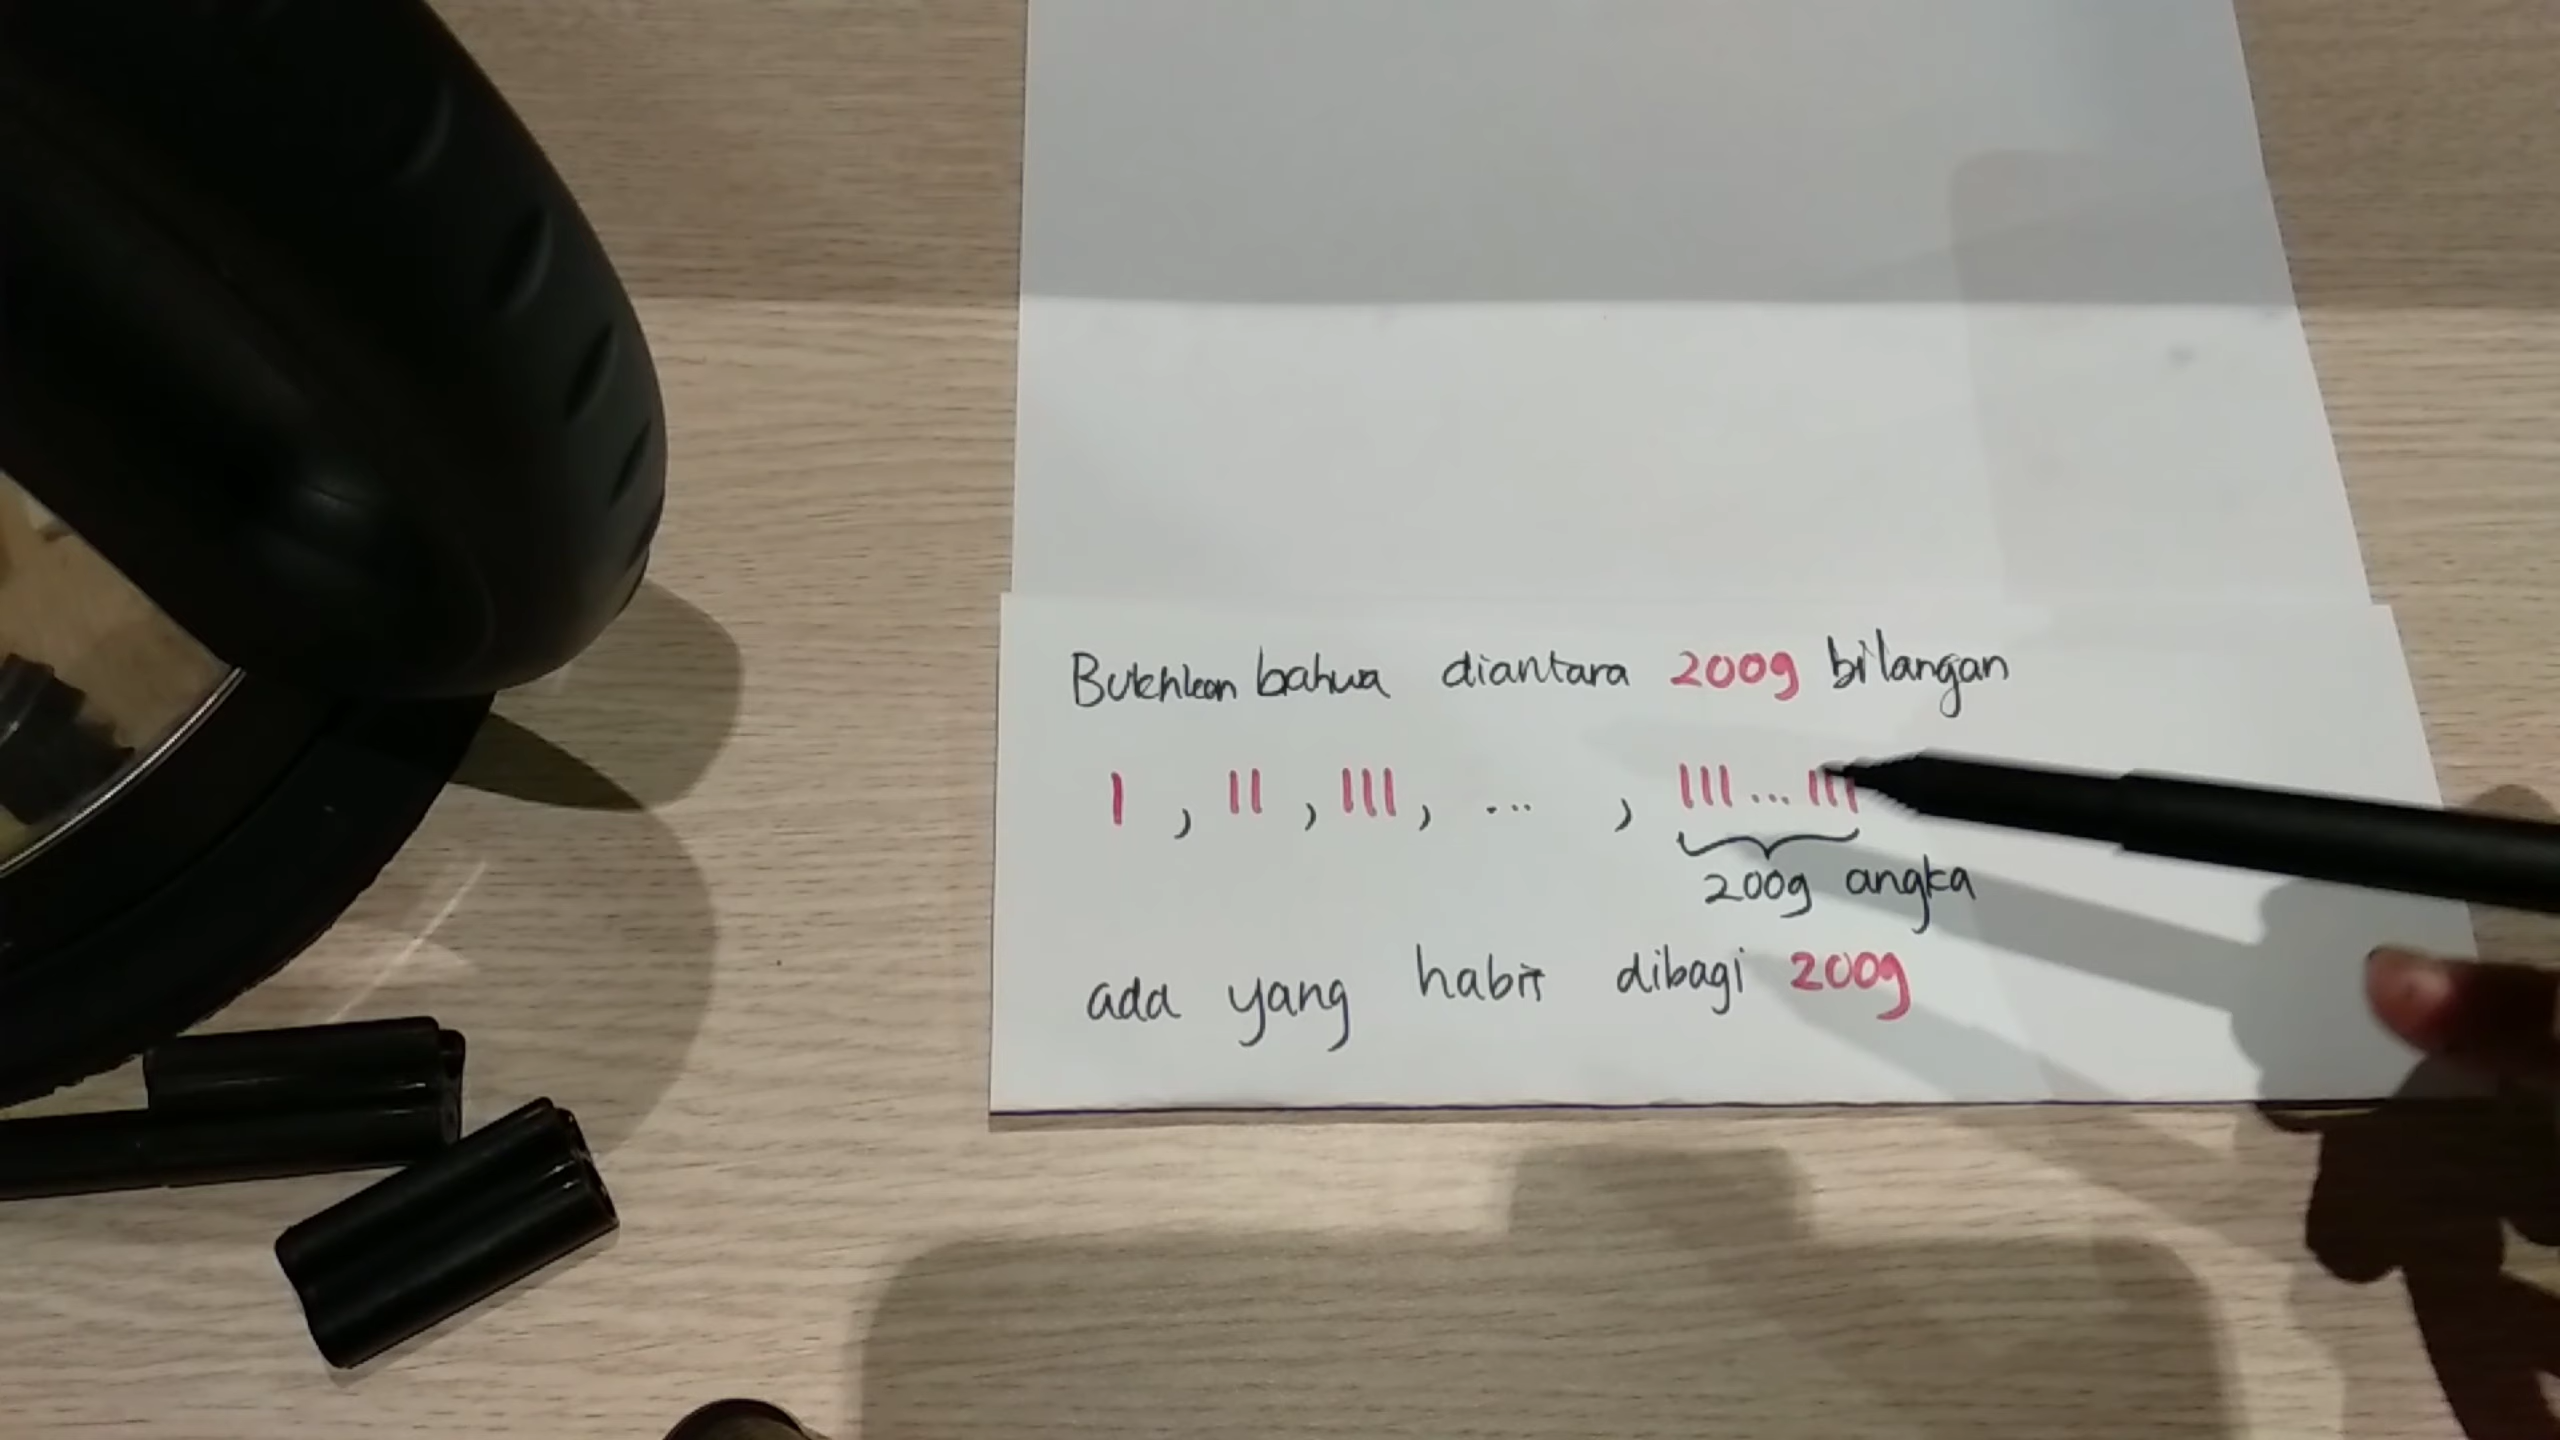 Buktikan bahwa diantara 2009 bilangan
1 , 11 , 111 , ... , 111...111
2009 angka
ada yang habis dibagi 2009